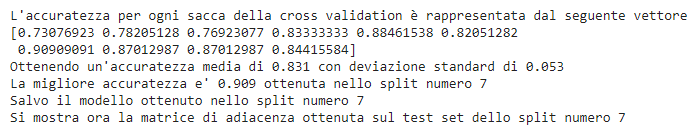 L'accuratezza per ogni sacca della cross validation è rappresentata dal seguente vettore
[0.73076923 0.78205128 0.76923077 0.83333333 0.88461538 0.82051282
 0.90909091 0.87012987 0.87012987 0.84415584]
Ottenendo un'accuratezza media di 0.831 con deviazione standard di 0.053
La migliore accuratezza e' 0.909 ottenuta nello split numero 7
Salvo il modello ottenuto nello split numero 7
Si mostra ora la matrice di adiacenza ottenuta sul test set dello split numero 7